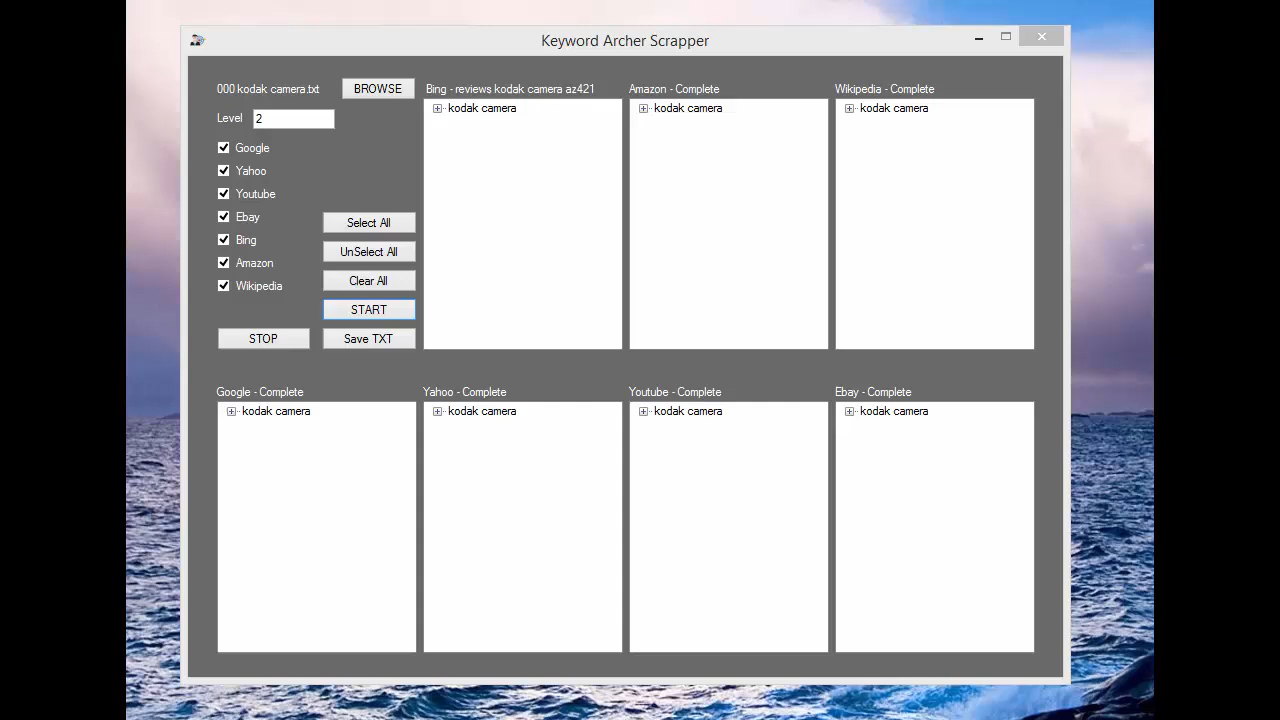 Keyword Archer Scrapper
000 kodak camera.txt
BROWSE
Level
2
Google
Yahoo
Youtube
Ebay
Bing
Amazon
Wikipedia
Select All
UnSelect All
Clear All
START
STOP
Save TXT
Bing - reviews kodak camera az421
kodak camera
Amazon - Complete
kodak camera
Wikipedia - Complete
kodak camera
Google - Complete
kodak camera
Yahoo - Complete
kodak camera
Youtube - Complete
kodak camera
Ebay - Complete
kodak camera